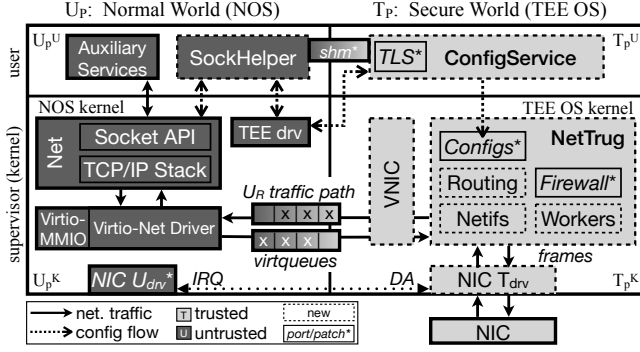 U_P: Normal World (NOS)
T_P: Secure World (TEE OS)
user
supervisor (kernel)
U_P^U
Auxiliary
Services
SockHelper
shm*
TLS*
ConfigService
T_P^U
NOS kernel
Net
Socket API
TCP/IP Stack
TEE drv
TEE OS kernel
VNIC
NetTrug
Configs*
Routing
Firewall*
Netifs
Workers
U_R traffic path
x x x
x x x
virtqueues
Virtio-
MMIO
Virtio-Net Driver
frames
U_P^K
NIC U_drv*
IRQ
DA
NIC T_drv
T_P^K
NIC
net. traffic
config flow
T trusted
U untrusted
new
port/patch*